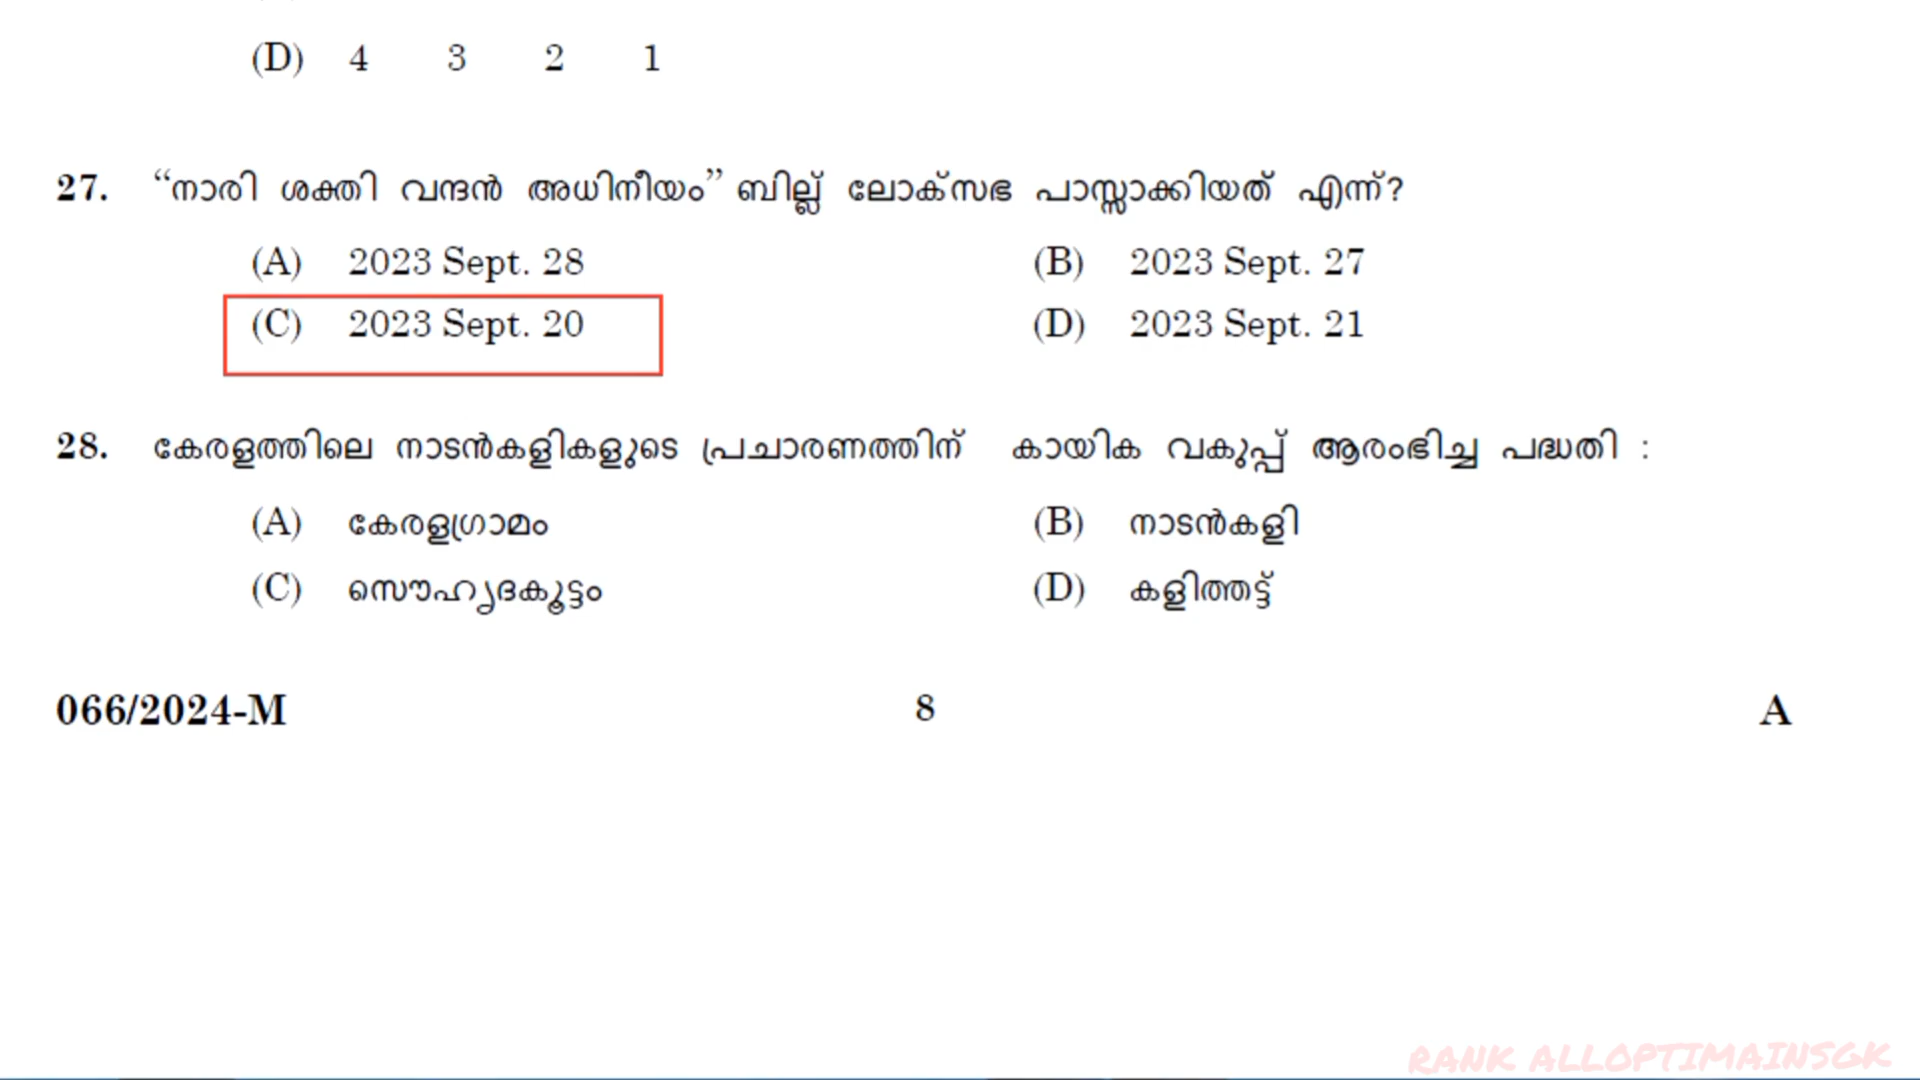 (D) 4 3 2 1
27. “നാരി ശക്തി വന്ദൻ അധിനീയം” ബില്ല് ലോക്സഭ പാസ്സാക്കിയത് എന്ന്?
(A) 2023 Sept. 28 (B) 2023 Sept. 27
(C) 2023 Sept. 20 (D) 2023 Sept. 21
28. കേരളത്തിലെ നാടൻകളികളുടെ പ്രചാരണത്തിന് കായിക വകുപ്പ് ആരംഭിച്ച പദ്ധതി :
(A) കേരളഗ്രാമം (B) നാടൻകളി
(C) സൌഹൃദകൂട്ടം (D) കളിത്തട്ട്
066/2024-M 8 A
RANK ALLOPTIMAINSGK